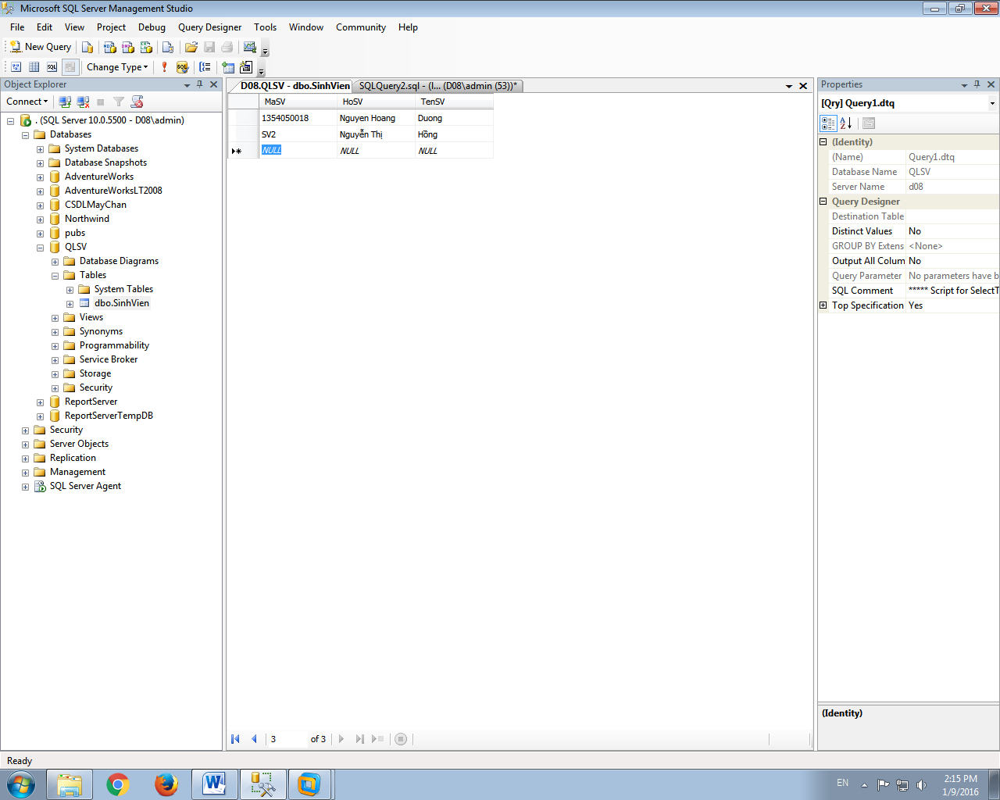 Microsoft SQL Server Management Studio
File Edit View Project Debug Query Designer Tools Window Community Help
New Query
Change Type
Object Explorer
Connect
. (SQL Server 10.0.5500 - D08\admin)
Databases
System Databases
Database Snapshots
AdventureWorks
AdventureWorksLT2008
CSDLMayChan
Northwind
pubs
QLSV
Database Diagrams
Tables
System Tables
dbo.SinhVien
Views
Synonyms
Programmability
Service Broker
Storage
Security
ReportServer
ReportServerTempDB
Security
Server Objects
Replication
Management
SQL Server Agent
D08.QLSV - dbo.SinhVien SQLQuery2.sql - (l... (D08\admin (53))*
MaSV HoSV TenSV
1354050018 Nguyen Hoang Duong
SV2 Nguyễn Thị Hồng
NULL NULL NULL
3 of 3
Properties
[Qry] Query1.dtq
(Identity)
(Name) Query1.dtq
Database Name QLSV
Server Name d08
Query Designer
Destination Table
Distinct Values No
GROUP BY Extens <None>
Output All Colum No
Query Parameter No parameters have b
SQL Comment ***** Script for SelectT
Top Specification Yes
(Identity)
Ready
EN 2:15 PM
1/9/2016